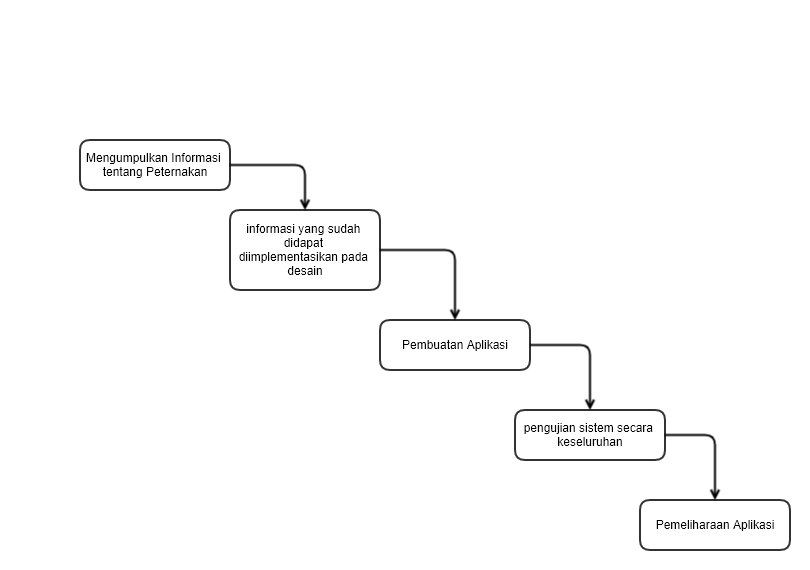 Mengumpulkan Informasi
tentang Peternakan
informasi yang sudah
didapat
diimplementasikan pada
desain
Pembuatan Aplikasi
pengujian sistem secara
keseluruhan
Pemeliharaan Aplikasi